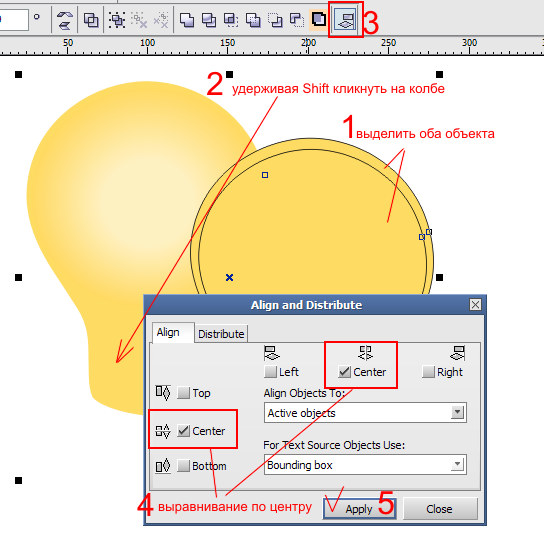 °
3
50 100 150 200 250 300
2 удерживая Shift кликнуть на колбе
1 выделить оба объекта
Align and Distribute
Align Distribute
Left Center Right
Top
Align Objects To:
Active objects
Center
For Text Source Objects Use:
Bottom
Bounding box
4 выравнивание по центру
Apply 5 Close